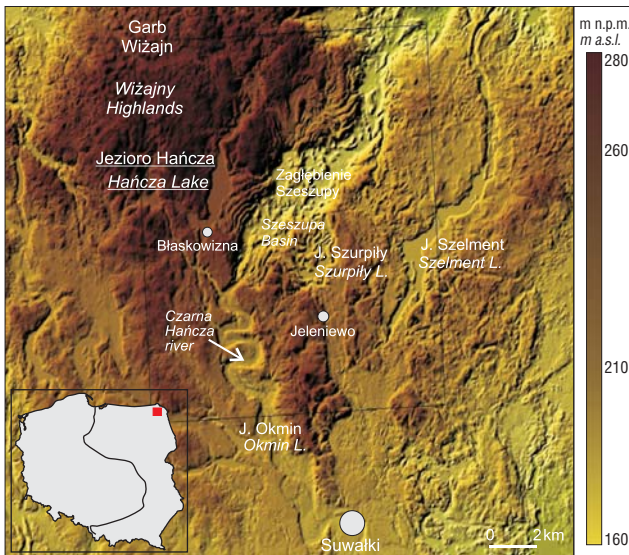 Garb
Wiżajn
Wiżajny
Highlands
Jezioro Hańcza
Hańcza Lake
Zagłębienie
Szeszupy
Szeszupa
Basin
Błaskowizna
J. Szurpiły
Szurpiły L.
J. Szelment
Szelment L.
Czarna
Hańcza
river
Jeleniewo
J. Okmin
Okmin L.
Suwałki
0 2 km
m n.p.m.
m a.s.l.
280
260
210
160